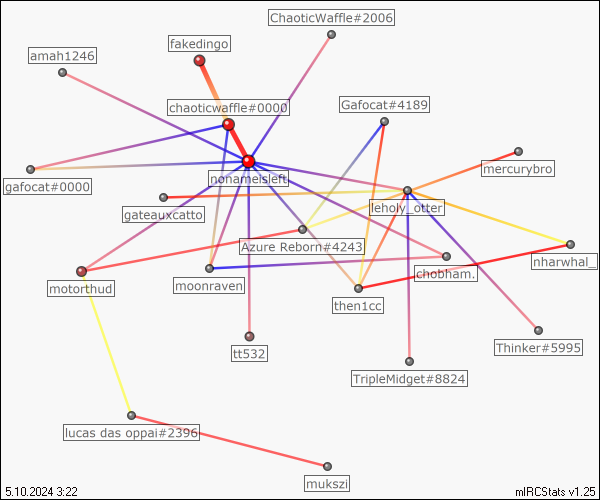 ChaoticWaffle#2006
fakedingo
amah1246
chaoticwaffle#0000
Gafocat#4189
mercurybro
gafocat#0000
nonameisleft
gateauxcatto
leholy_otter
Azure Reborn#4243
nharwhal_
chobham.
moonraven
motorthud
then1cc
Thinker#5995
tt532
TripleMidget#8824
lucas das oppai#2396
mukszi
5.10.2024 3:22
mIRCStats v1.25